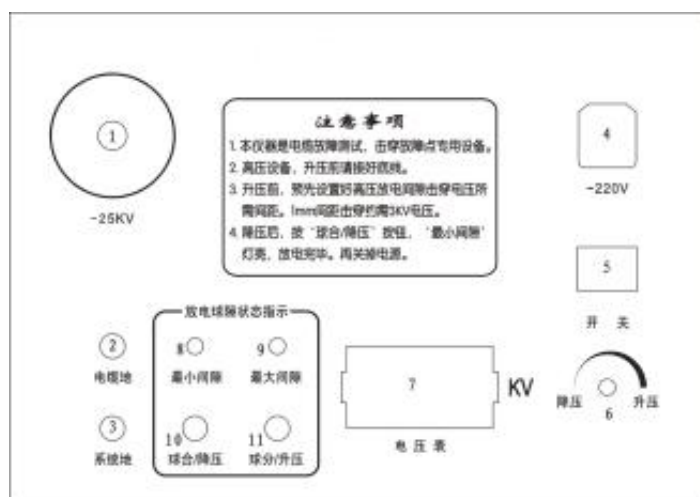 注意事项
1. 本仪器是电缆故障测试，击穿故障点专用设备。
2. 高压设备，升压前请接好底线。
3. 升压前，预先设置好高压放电间隙击穿电压所
需间距。1mm间距击穿约需3KV电压。
4. 降压后，按“球合/降压”按钮，‘最小间隙’
灯亮，放电完毕。再关掉电源。
1
-25KV
4
-220V
5
开 关
放电球隙状态指示
2
电缆地
8
最小间隙
9
最大间隙
3
系统地
10
球合/降压
11
球分/升压
7
KV
电压表
降压
6
升压